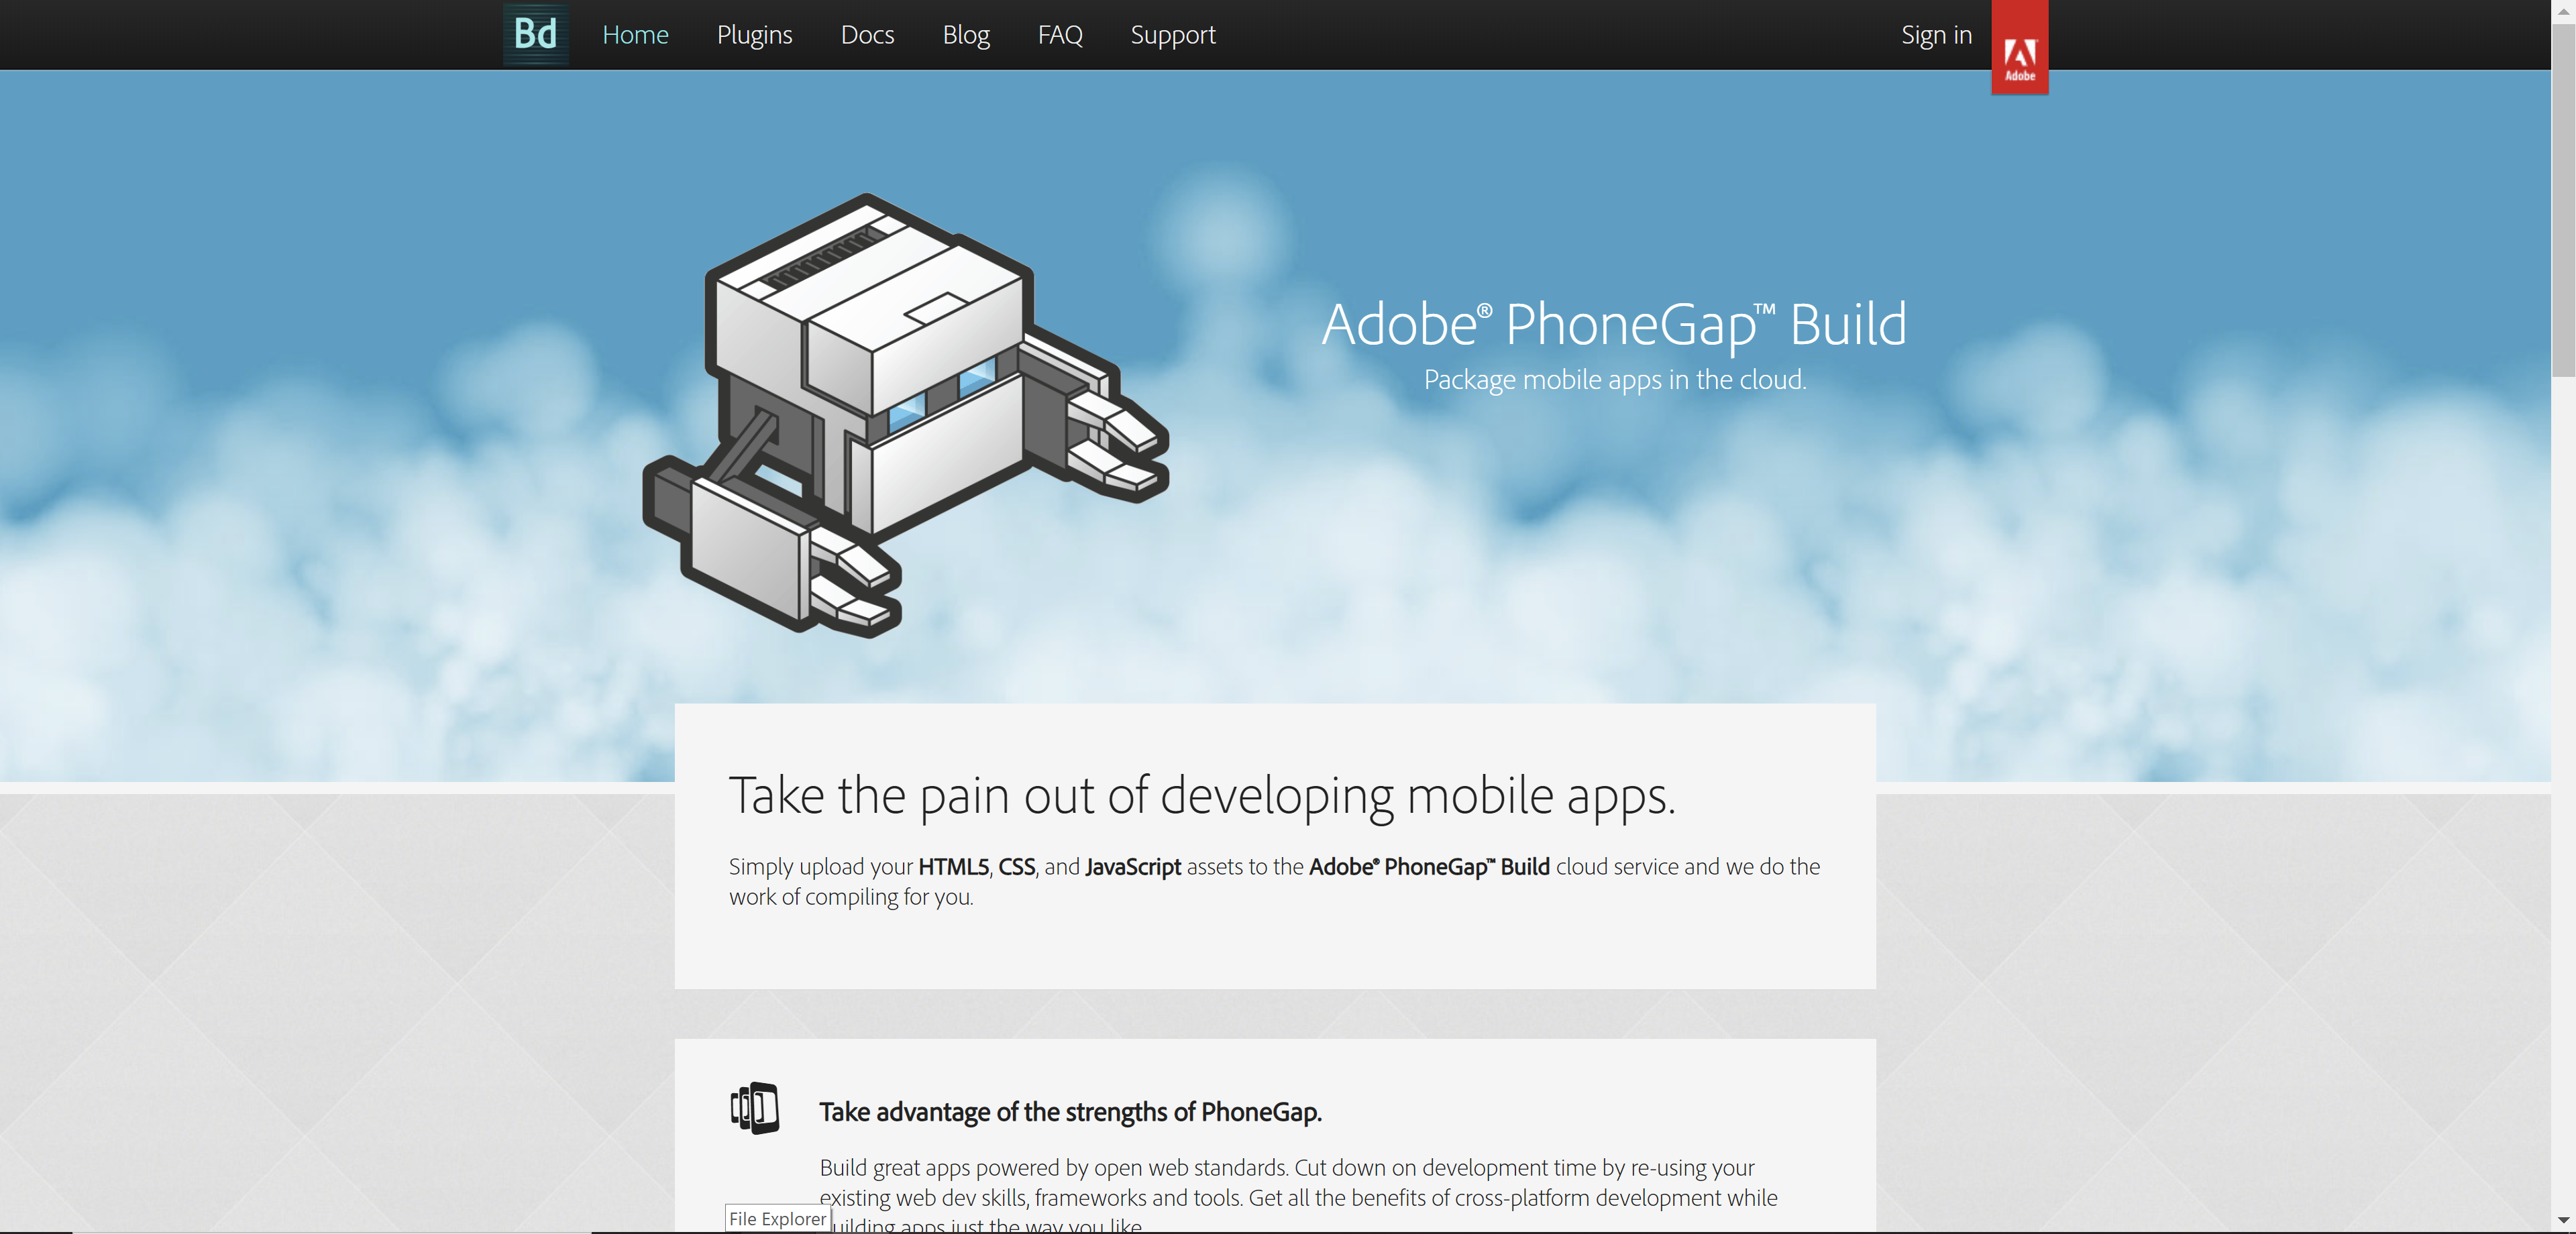 Bd Home Plugins Docs Blog FAQ Support Sign in
Adobe
Adobe® PhoneGap™ Build
Package mobile apps in the cloud.
Take the pain out of developing mobile apps.
Simply upload your HTML5, CSS, and JavaScript assets to the Adobe® PhoneGap™ Build cloud service and we do the
work of compiling for you.
Take advantage of the strengths of PhoneGap.
Build great apps powered by open web standards. Cut down on development time by re-using your
existing web dev skills, frameworks and tools. Get all the benefits of cross-platform development while
File Explorer
apps just the way you like